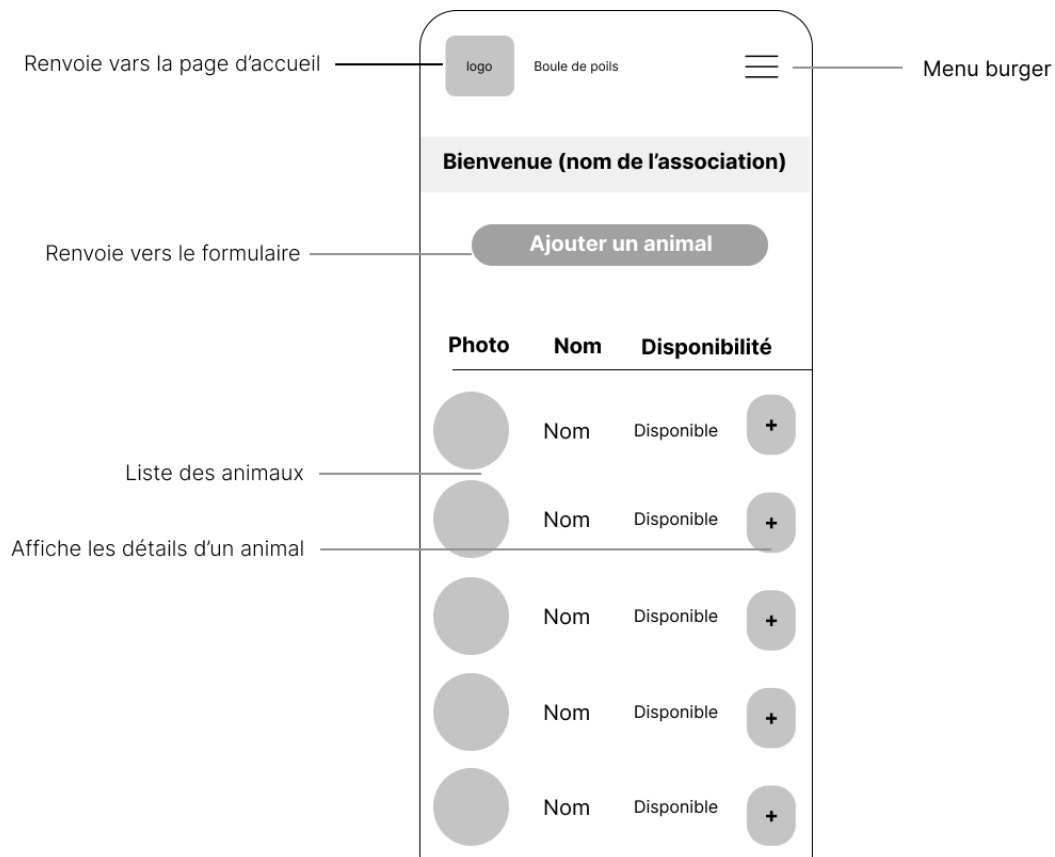 Renvoie vars la page d'accueil
logo
Boule de poils
Menu burger
Bienvenue (nom de l'association)
Renvoie vers le formulaire
Ajouter un animal
Photo Nom Disponibilité
Nom Disponible +
Liste des animaux
Nom Disponible +
Affiche les détails d'un animal
Nom Disponible +
Nom Disponible +
Nom Disponible +